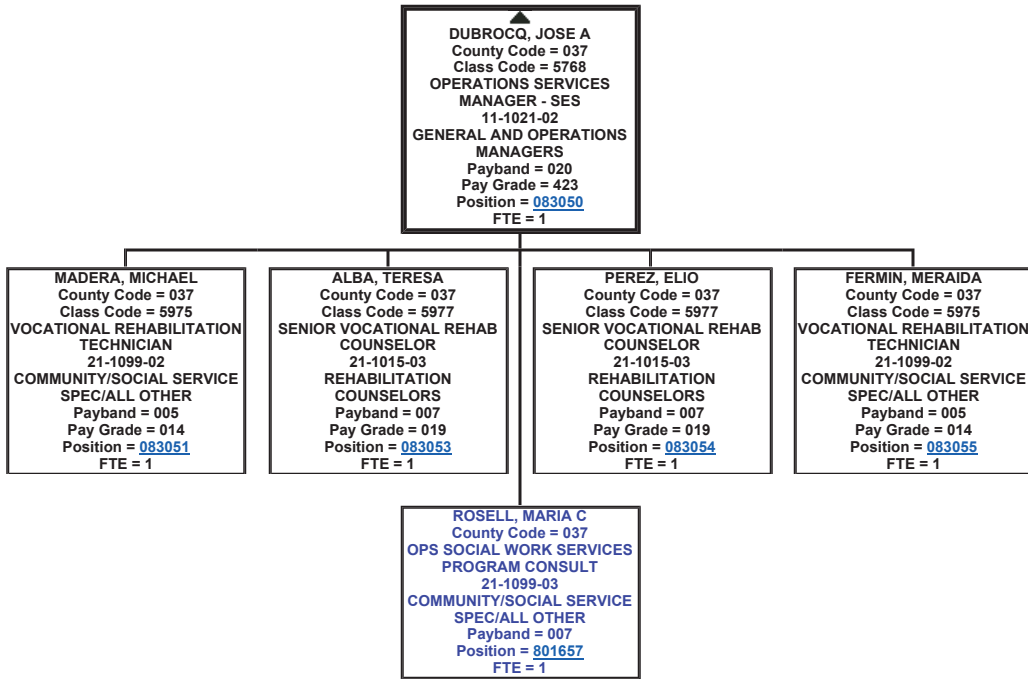 DUBROCQ, JOSE A
County Code = 037
Class Code = 5768
OPERATIONS SERVICES
MANAGER - SES
11-1021-02
GENERAL AND OPERATIONS
MANAGERS
Payband = 020
Pay Grade = 423
Position = 083050
FTE = 1
MADERA, MICHAEL
County Code = 037
Class Code = 5975
VOCATIONAL REHABILITATION
TECHNICIAN
21-1099-02
COMMUNITY/SOCIAL SERVICE
SPEC/ALL OTHER
Payband = 005
Pay Grade = 014
Position = 083051
FTE = 1
ALBA, TERESA
County Code = 037
Class Code = 5977
SENIOR VOCATIONAL REHAB
COUNSELOR
21-1015-03
REHABILITATION
COUNSELORS
Payband = 007
Pay Grade = 019
Position = 083053
FTE = 1
PEREZ, ELIO
County Code = 037
Class Code = 5977
SENIOR VOCATIONAL REHAB
COUNSELOR
21-1015-03
REHABILITATION
COUNSELORS
Payband = 007
Pay Grade = 019
Position = 083054
FTE = 1
FERMIN, MERAIDA
County Code = 037
Class Code = 5975
VOCATIONAL REHABILITATION
TECHNICIAN
21-1099-02
COMMUNITY/SOCIAL SERVICE
SPEC/ALL OTHER
Payband = 005
Pay Grade = 014
Position = 083055
FTE = 1
ROSELL, MARIA C
County Code = 037
OPS SOCIAL WORK SERVICES
PROGRAM CONSULT
21-1099-03
COMMUNITY/SOCIAL SERVICE
SPEC/ALL OTHER
Payband = 007
Position = 801657
FTE = 1